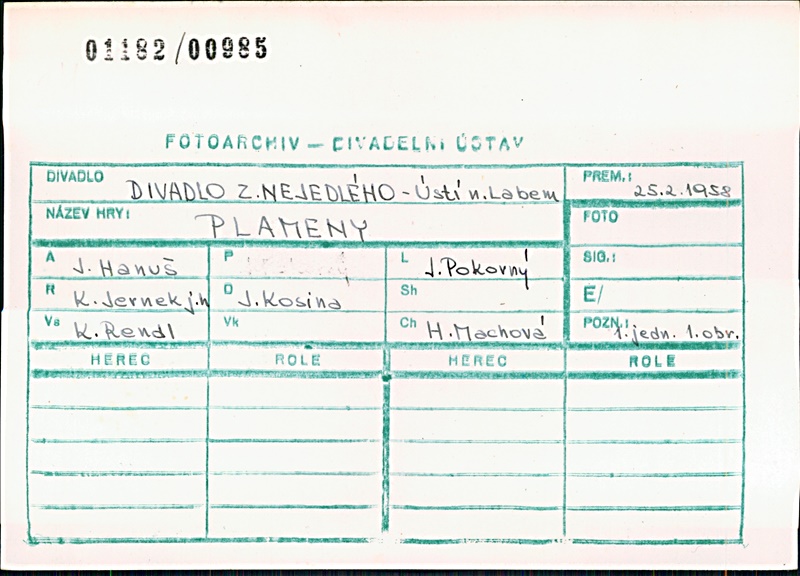 01182/00985
FOTOARCHIV — DIVADELNÍ ÚSTAV
DIVADLO DIVADLO Z. NEJEDLÉHO - Ústí n. Labem PREM.: 25.2.1958
NÁZEV HRY: PLAMENY FOTO
A J. Hanuš P L J. Pokorný SIG.:
R K. Jernek j.h O J. Kosina Sh Č/
Vs K. Rendl Vk Ch H. Machová POZN.: 1. jedn. 1. obr.
HEREC ROLE HEREC ROLE